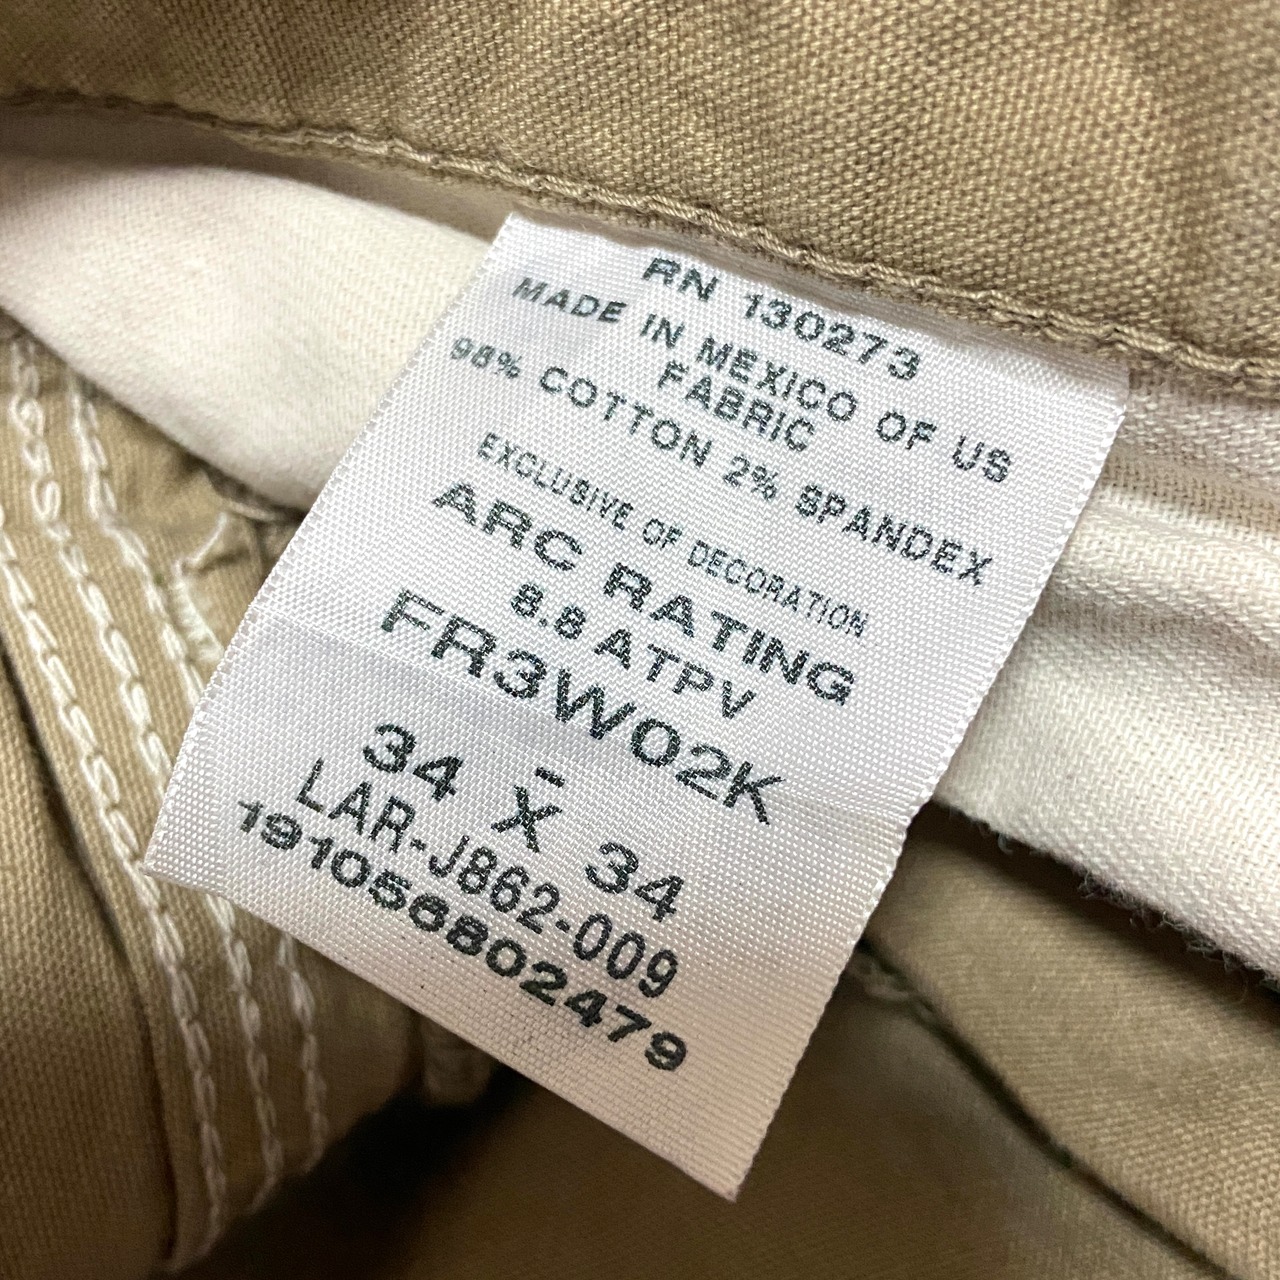 RN 130273
MADE IN MEXICO OF US
FABRIC
98% COTTON 2% SPANDEX
EXCLUSIVE OF DECORATION
ARC RATING
8.8 ATPV
FR3W02K
-
34 X 34
LAR-J862-009
191056802479